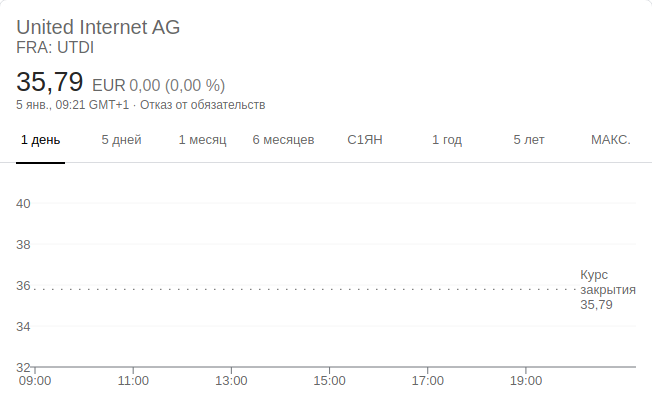 United Internet AG
FRA: UTDI
35,79 EUR 0,00 (0,00 %)
5 янв., 09:21 GMT+1 · Отказ от обязательств
1 день 5 дней 1 месяц 6 месяцев С1ЯН 1 год 5 лет МАКС.
40
38
36
Курс
закрытия
35,79
34
32
09:00 11:00 13:00 15:00 17:00 19:00